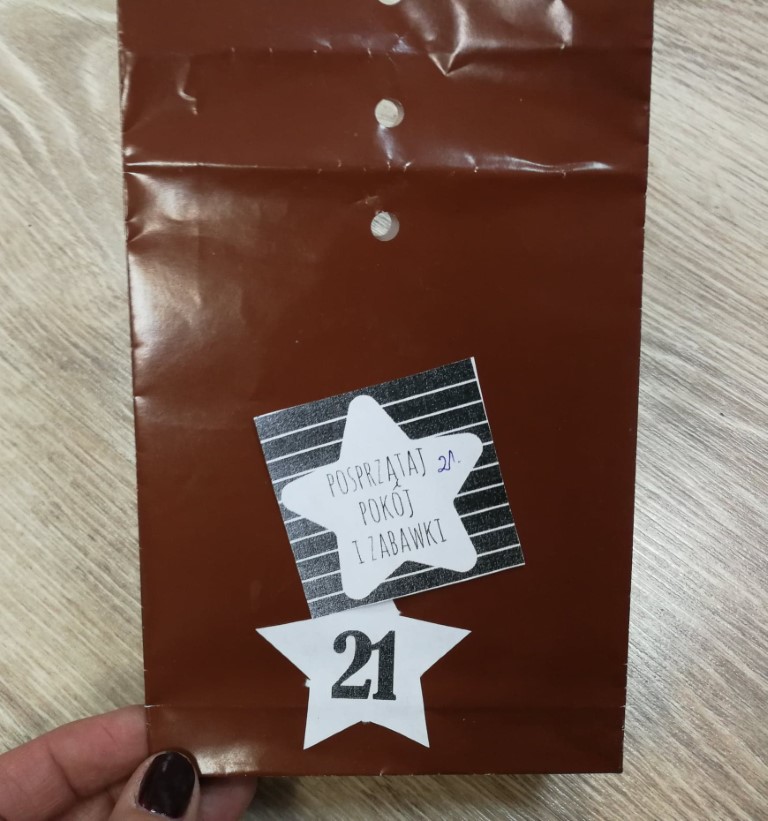 POSPRZĄTAJ 21.
POKÓJ
I ZABAWKI
21